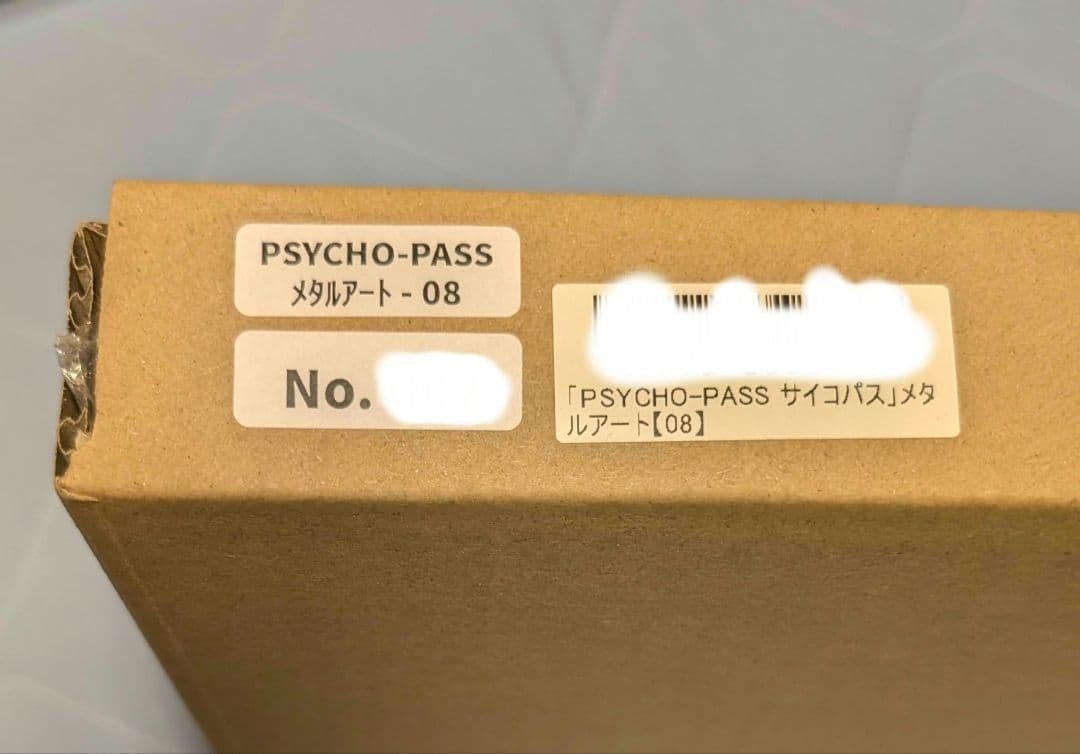 PSYCHO-PASS
メタルアート - 08
No.
「PSYCHO-PASS サイコパス」メタ
ルアート【08】